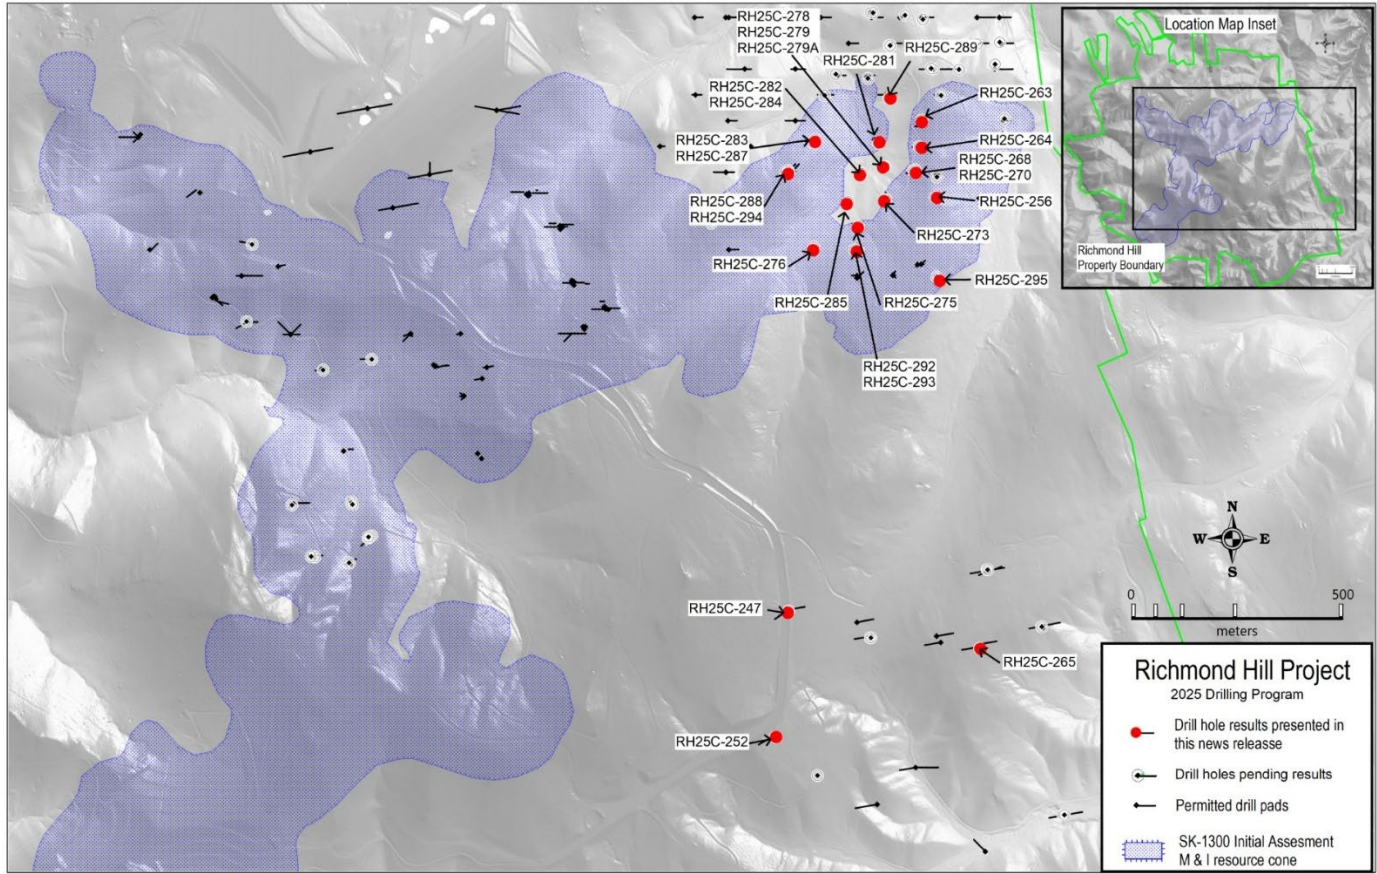 RH25C-278
RH25C-279
RH25C-279A
RH25C-289
RH25C-281
RH25C-282
RH25C-284
RH25C-263
RH25C-283
RH25C-287
RH25C-264
RH25C-268
RH25C-270
RH25C-288
RH25C-294
RH25C-256
RH25C-273
RH25C-276
RH25C-295
RH25C-285
RH25C-275
RH25C-292
RH25C-293
RH25C-247
RH25C-265
RH25C-252
Location Map Inset
Richmond Hill
Property Boundary
N
W E
S
0 500
meters
Richmond Hill Project
2025 Drilling Program
Drill hole results presented in
this news releasse
Drill holes pending results
Permitted drill pads
SK-1300 Initial Assesment
M & I resource cone